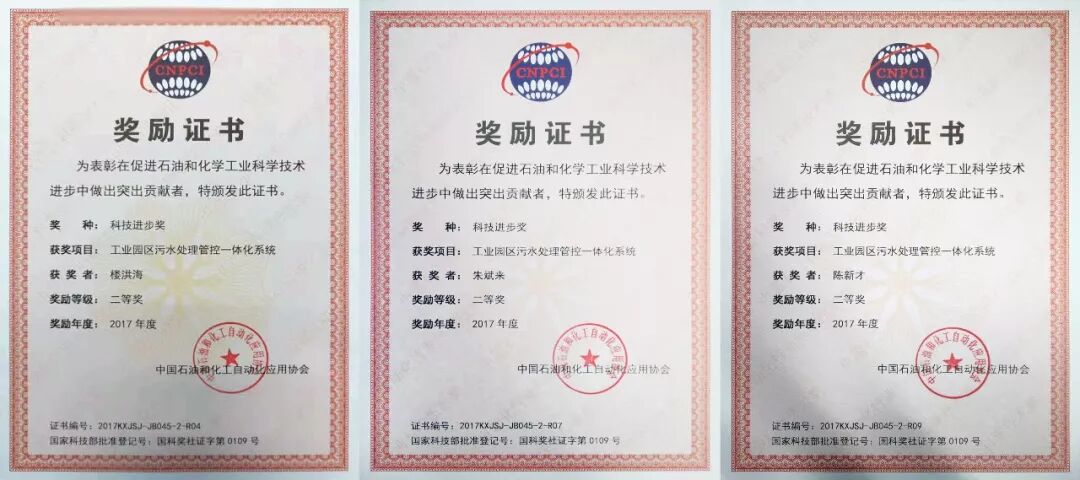 CNPCI
奖励证书
为表彰在促进石油和化学工业科学技术
进步中做出突出贡献者，特颁发此证书。
奖 种： 科技进步奖
获奖项目： 工业园区污水处理管控一体化系统
获 奖 者： 楼洪海
奖励等级： 二等奖
奖励年度： 2017 年度
中国石油和化工自动化应用协会
证书编号：2017KXJSJ-JB045-2-R04
国家科技部批准登记号：国科奖社证字第 0109 号
CNPCI
奖励证书
为表彰在促进石油和化学工业科学技术
进步中做出突出贡献者，特颁发此证书。
奖 种： 科技进步奖
获奖项目： 工业园区污水处理管控一体化系统
获 奖 者： 朱斌来
奖励等级： 二等奖
奖励年度： 2017 年度
中国石油和化工自动化应用协会
证书编号：2017KXJSJ-JB045-2-R07
国家科技部批准登记号：国科奖社证字第 0109 号
CNPCI
奖励证书
为表彰在促进石油和化学工业科学技术
进步中做出突出贡献者，特颁发此证书。
奖 种： 科技进步奖
获奖项目： 工业园区污水处理管控一体化系统
获 奖 者： 陈新才
奖励等级： 二等奖
奖励年度： 2017 年度
中国石油和化工自动化应用协会
证书编号：2017KXJSJ-JB045-2-R09
国家科技部批准登记号：国科奖社证字第 0109 号